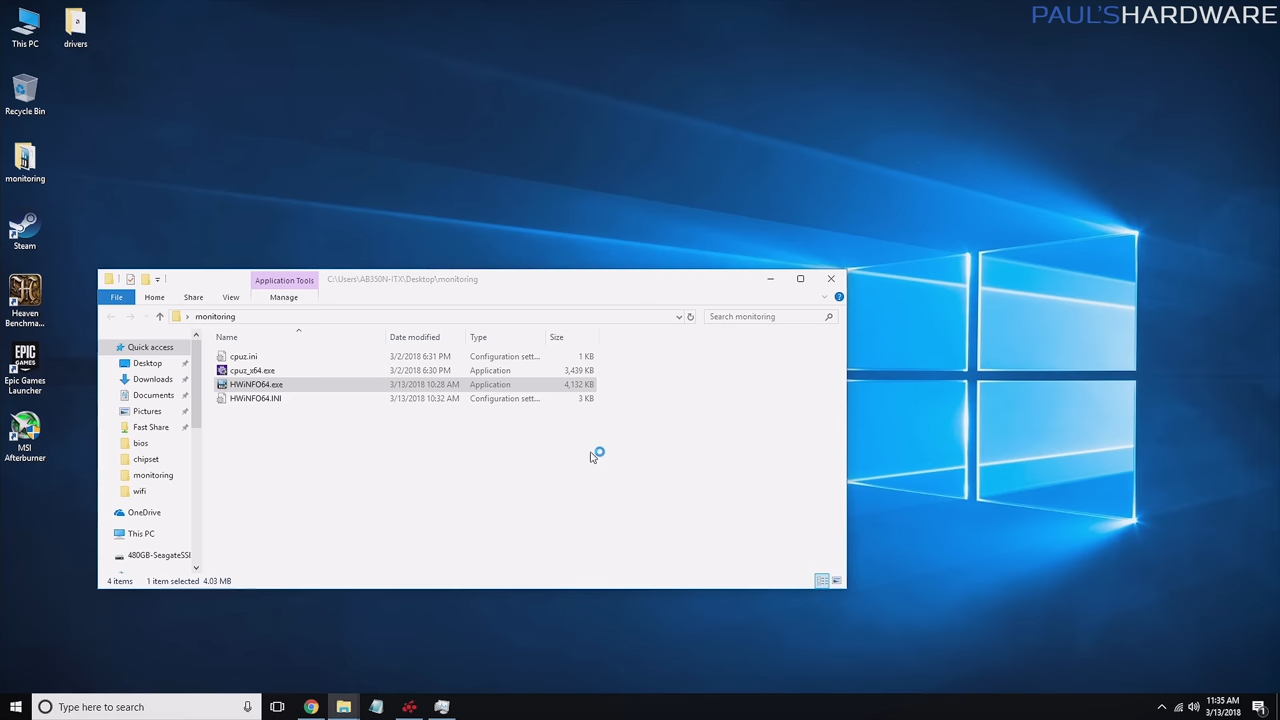 PAUL'SHARDWARE
This PC
drivers
Recycle Bin
monitoring
Steam
Heaven
Benchma...
Epic Games
Launcher
MSI
Afterburner
Application Tools
C:\Users\AB350N-ITX\Desktop\monitoring
File
Home
Share
View
Manage
monitoring
Search monitoring
Name
Date modified
Type
Size
Quick access
Desktop
Downloads
Documents
Pictures
Fast Share
bios
chipset
monitoring
wifi
OneDrive
This PC
480GB-SeagateSSI
cpuz.ini 3/2/2018 6:31 PM Configuration sett... 1 KB
cpuz_x64.exe 3/2/2018 6:30 PM Application 3,439 KB
HWiNFO64.exe 3/13/2018 10:28 AM Application 4,132 KB
HWiNFO64.INI 3/13/2018 10:32 AM Configuration sett... 3 KB
4 items 1 item selected 4.03 MB
Type here to search
11:35 AM
3/13/2018
1